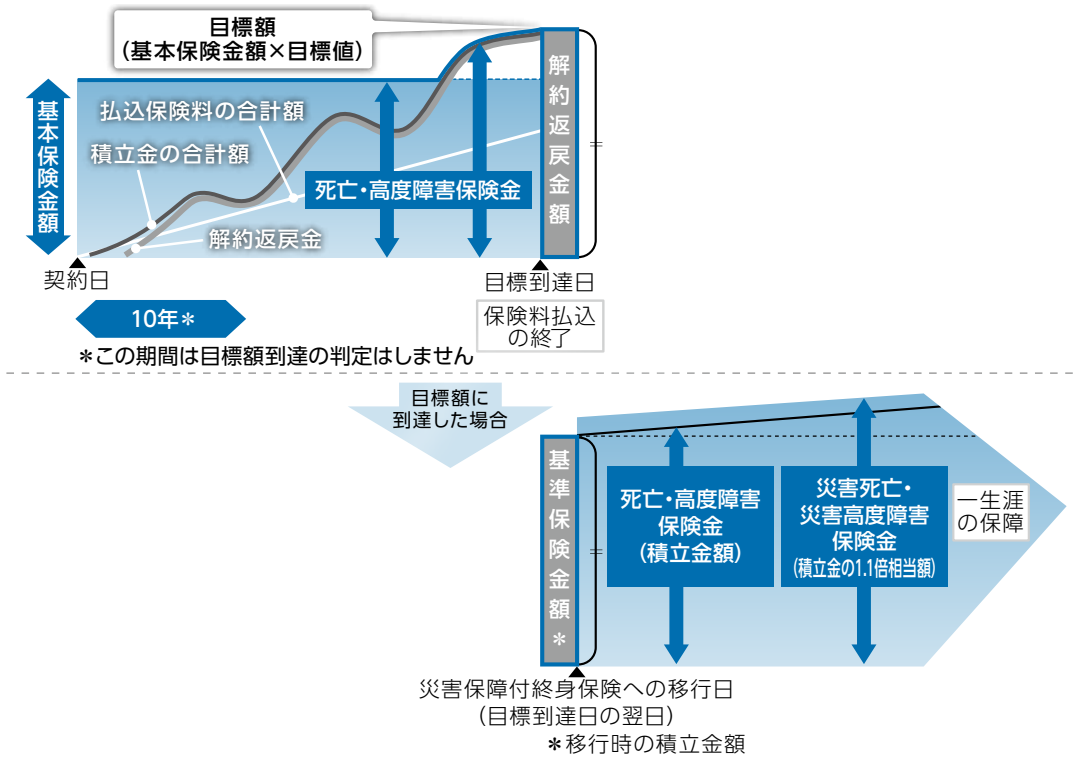 目標額
(基本保険金額×目標値)
基本保険金額
払込保険料の合計額
積立金の合計額
死亡・高度障害保険金
解約返戻金
解約返戻金額
=
契約日
目標到達日
10年*
保険料払込
の終了
*この期間は目標額到達の判定はしません
目標額に
到達した場合
基準保険金額*
=
死亡・高度障害
保険金
(積立金額)
災害死亡・
災害高度障害
保険金
(積立金の1.1倍相当額)
一生涯
の保障
災害保障付終身保険への移行日
(目標到達日の翌日)
*移行時の積立金額